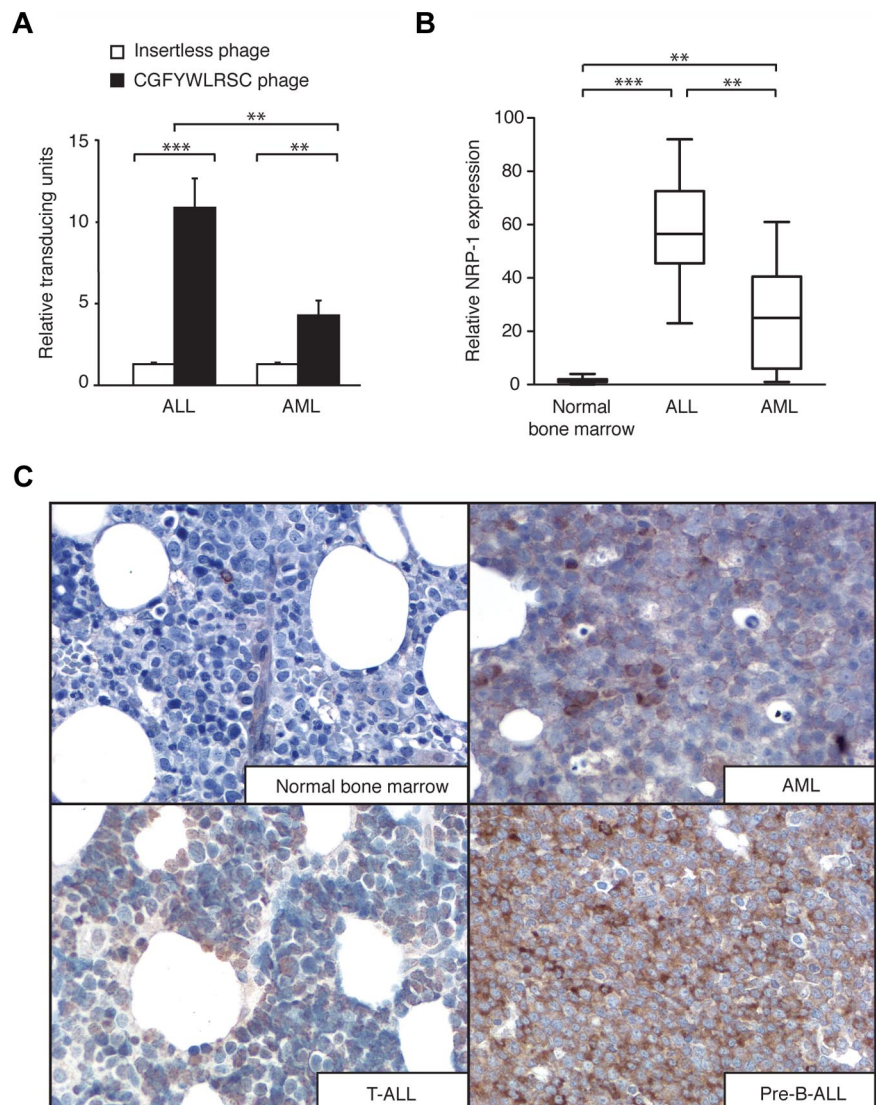 A
Insertless phage
CGFYWLRSC phage
**
***
**
Relative transducing units
15
10
5
0
ALL
AML
B
**
***
**
Relative NRP-1 expression
100
80
60
40
20
0
Normal
bone marrow
ALL
AML
C
Normal bone marrow
AML
T-ALL
Pre-B-ALL